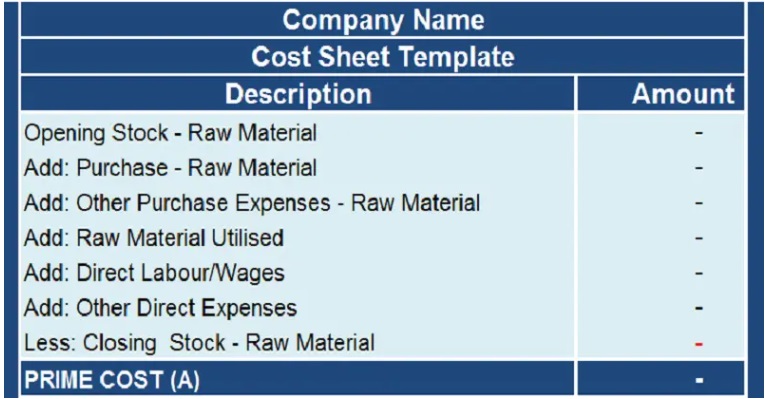 Company Name
Cost Sheet Template
Description Amount
Opening Stock - Raw Material -
Add: Purchase - Raw Material -
Add: Other Purchase Expenses - Raw Material -
Add: Raw Material Utilised -
Add: Direct Labour/Wages -
Add: Other Direct Expenses -
Less: Closing Stock - Raw Material -
PRIME COST (A) -